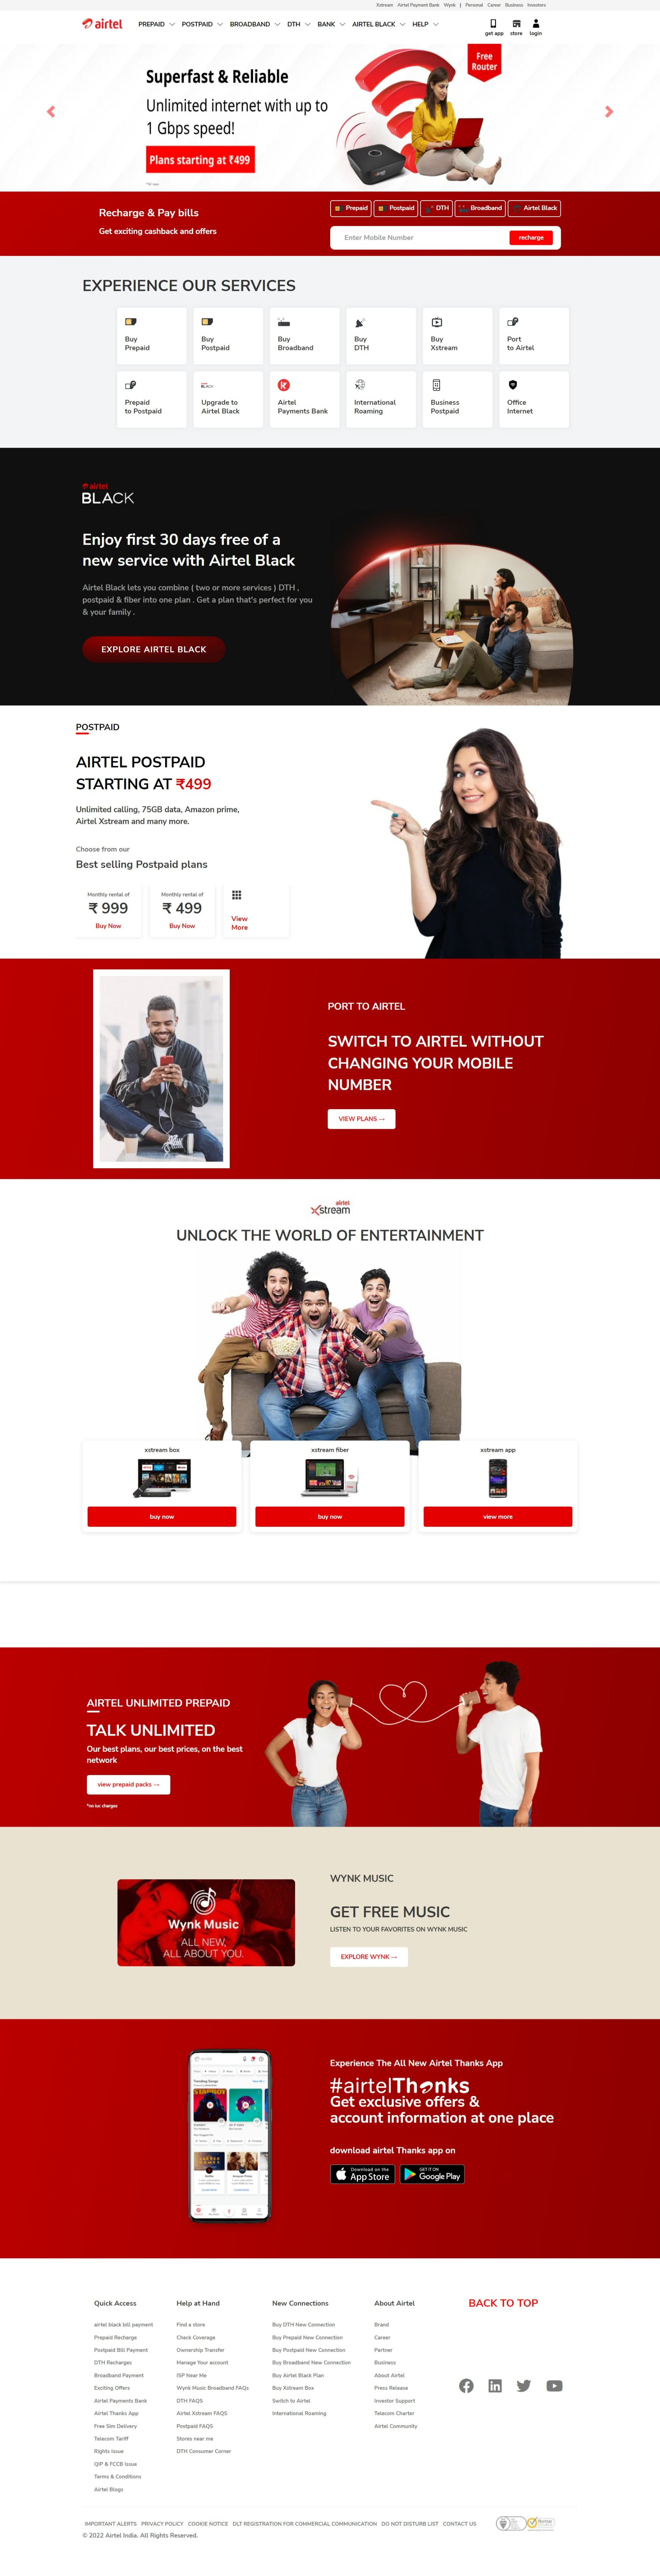 Xstream Airtel Payment Bank Wynk | Personal Career Business Investors
airtel PREPAID POSTPAID BROADBAND DTH BANK AIRTEL BLACK HELP
get app store login
Free
Router
Superfast & Reliable
Unlimited internet with up to
1 Gbps speed!
Plans starting at ₹499
Recharge & Pay bills
Get exciting cashback and offers
Prepaid Postpaid DTH Broadband Airtel Black
Enter Mobile Number recharge
EXPERIENCE OUR SERVICES
Buy
Prepaid
Buy
Postpaid
Buy
Broadband
Buy
DTH
Buy
Xstream
Port
to Airtel
Prepaid
to Postpaid
Upgrade to
Airtel Black
Airtel
Payments Bank
International
Roaming
Business
Postpaid
Office
Internet
airtel
BLACK
Enjoy first 30 days free of a
new service with Airtel Black
Airtel Black lets you combine ( two or more services ) DTH ,
postpaid & fiber into one plan . Get a plan that's perfect for you
& your family .
EXPLORE AIRTEL BLACK
POSTPAID
AIRTEL POSTPAID
STARTING AT ₹499
Unlimited calling, 75GB data, Amazon prime,
Airtel Xstream and many more.
Choose from our
Best selling Postpaid plans
Monthly rental of
₹ 999
Buy Now
Monthly rental of
₹ 499
Buy Now
View
More
PORT TO AIRTEL
SWITCH TO AIRTEL WITHOUT
CHANGING YOUR MOBILE
NUMBER
VIEW PLANS →
airtel
xstream
UNLOCK THE WORLD OF ENTERTAINMENT
xstream box
buy now
xstream fiber
buy now
xstream app
view more
AIRTEL UNLIMITED PREPAID
TALK UNLIMITED
Our best plans, our best prices, on the best
network
view prepaid packs →
*no iuc charges
Wynk Music
ALL NEW,
ALL ABOUT YOU.
WYNK MUSIC
GET FREE MUSIC
LISTEN TO YOUR FAVORITES ON WYNK MUSIC
EXPLORE WYNK →
Trending Songs
Experience The All New Airtel Thanks App
#airtelThanks
Get exclusive offers &
account information at one place
download airtel Thanks app on
Download on the
App Store
GET IT ON
Google Play
Quick Access
airtel black bill payment
Prepaid Recharge
Postpaid Bill Payment
DTH Recharges
Broadband Payment
Exciting Offers
Airtel Payments Bank
Airtel Thanks App
Free Sim Delivery
Telecom Tariff
Rights Issue
QIP & FCCB Issue
Terms & Conditions
Airtel Blogs
Help at Hand
Find a store
Check Coverage
Ownership Transfer
Manage Your account
ISP Near Me
Wynk Music Broadband FAQs
DTH FAQS
Airtel Xstream FAQS
Postpaid FAQS
Stores near me
DTH Consumer Corner
New Connections
Buy DTH New Connection
Buy Prepaid New Connection
Buy Postpaid New Connection
Buy Broadband New Connection
Buy Airtel Black Plan
Buy Xstream Box
Switch to Airtel
International Roaming
About Airtel
Brand
Career
Partner
Business
About Airtel
Press Release
Investor Support
Telecom Charter
Airtel Community
BACK TO TOP
IMPORTANT ALERTS PRIVACY POLICY COOKIE NOTICE DLT REGISTRATION FOR COMMERCIAL COMMUNICATION DO NOT DISTURB LIST CONTACT US
© 2022 Airtel India. All Rights Reserved.